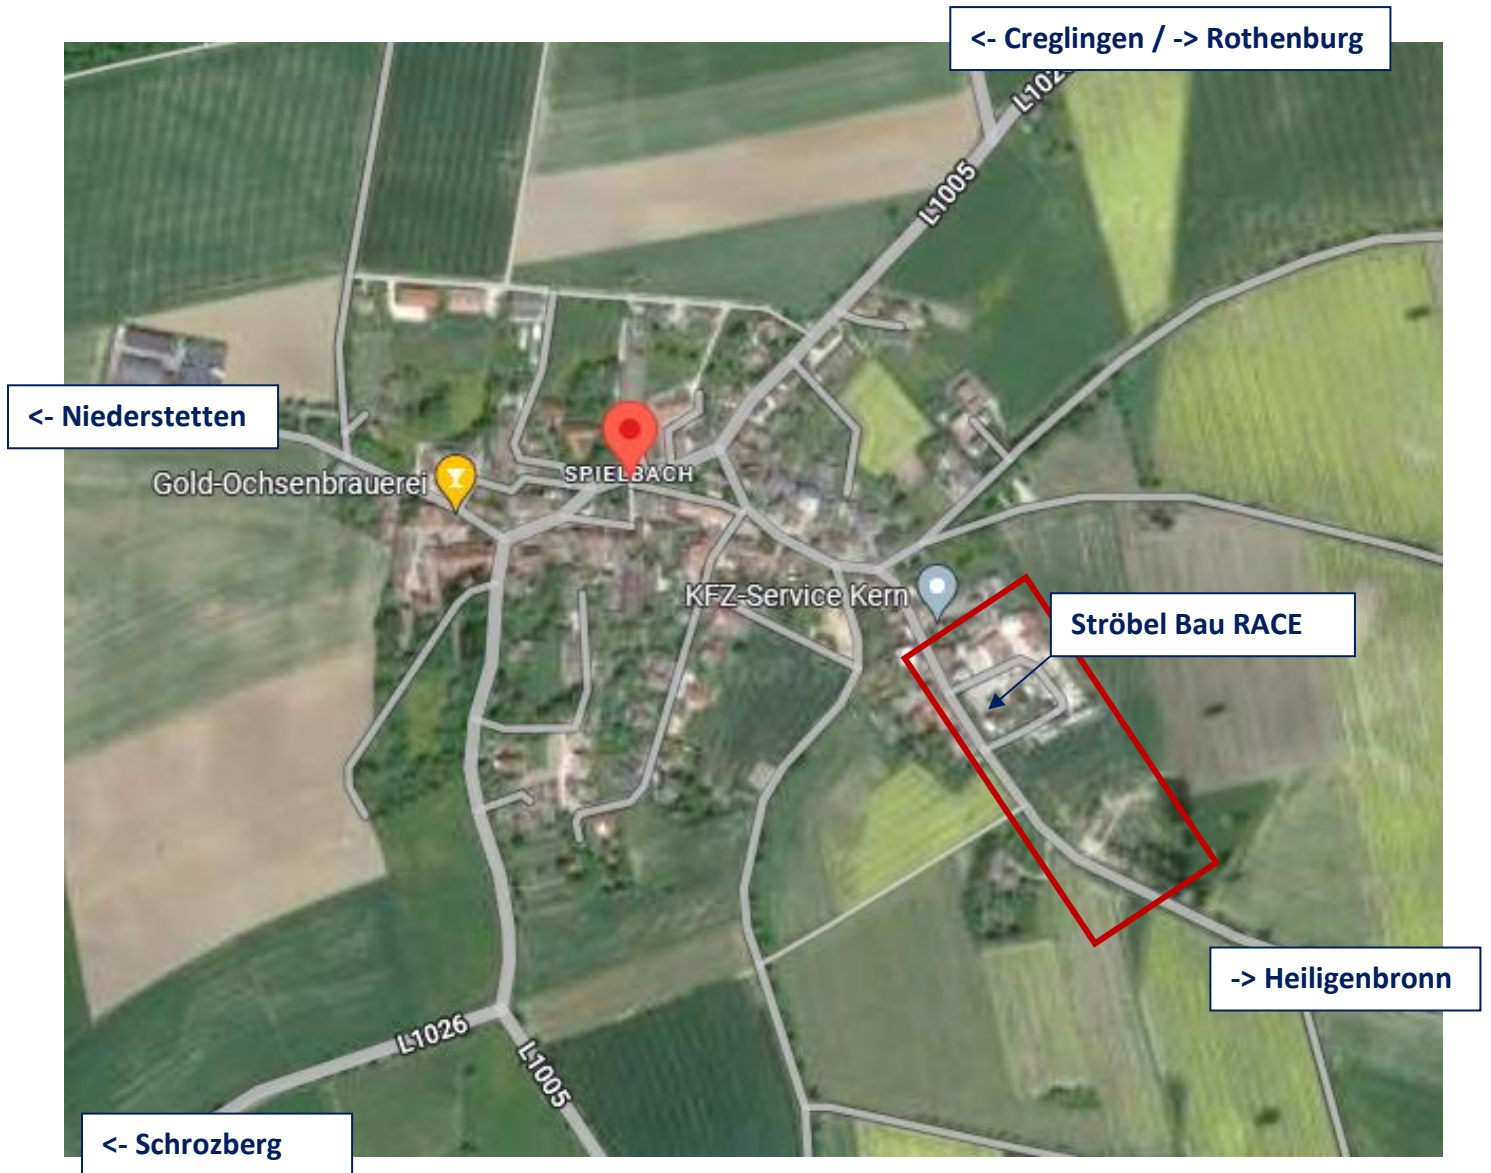 <- Creglingen / -> Rothenburg
L102
L1005
<- Niederstetten
Gold-Ochsenbrauerei
SPIELBACH
KFZ-Service Kern
Ströbel Bau RACE
-> Heiligenbronn
L1026
L1005
<- Schrozberg